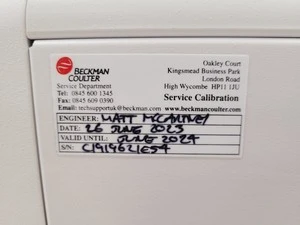 BECKMAN
COULTER
Service Department
Tel: 0845 600 1345
Fax: 0845 609 0390
Email: techsupportuk@beckman.com
Oakley Court
Kingsmead Business Park
London Road
High Wycombe HP11 1JU
Service Calibration
www.beckmancoulter.com
ENGINEER: MATT McCARTNEY
DATE: 26 JUNE 2023
VALID UNTIL: JUNE 2024
S/N: